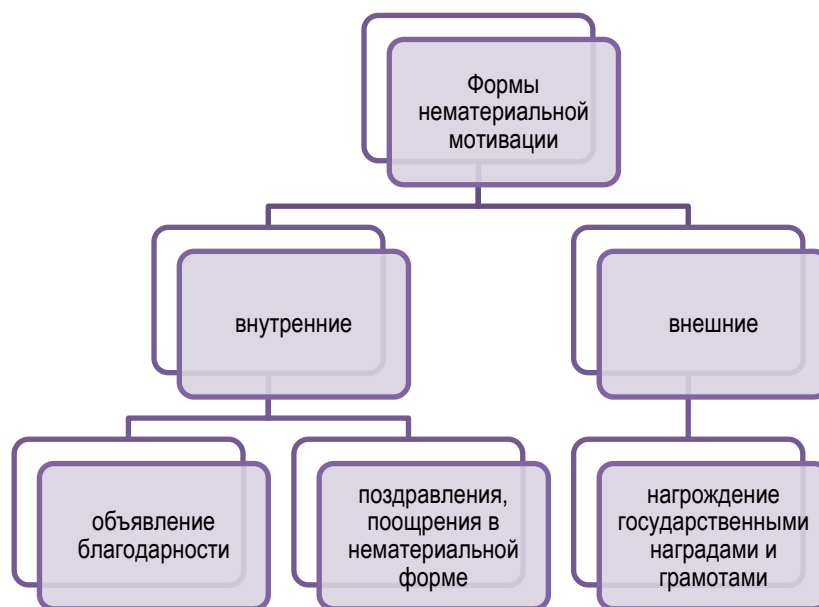 Формы
нематериальной
мотивации
внутренние
внешние
объявление
благодарности
поздравления,
поощрения в
нематериальной
форме
нагрождение
государственными
наградами и
грамотами